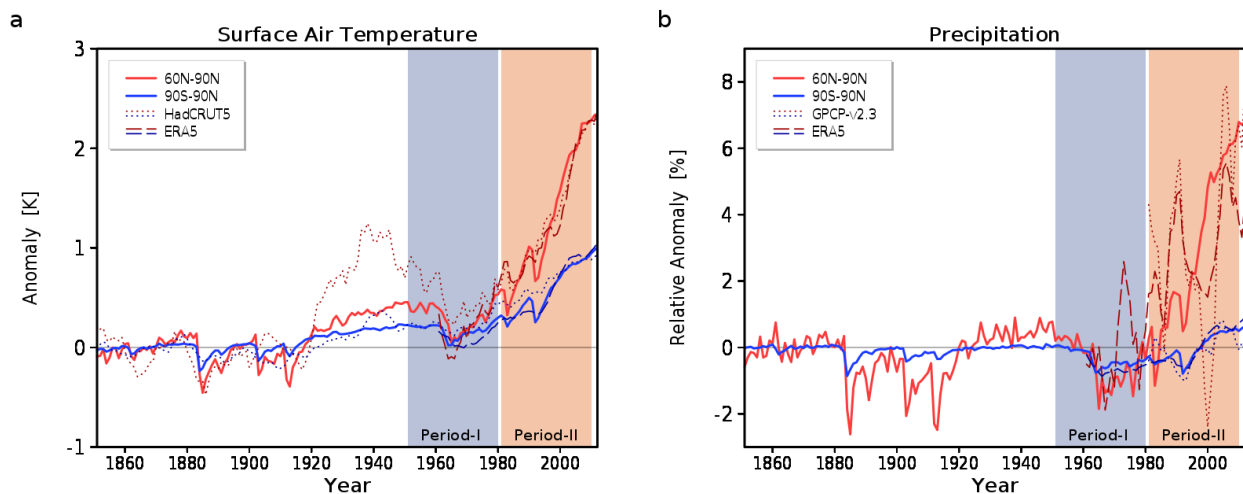 a
Surface Air Temperature
3
2
1
0
-1
Anomaly [K]
60N-90N
90S-90N
HadCRUT5
ERA5
Period-I
Period-II
1860 1880 1900 1920 1940 1960 1980 2000
Year
b
Precipitation
8
6
4
2
0
-2
Relative Anomaly [%]
60N-90N
90S-90N
GPCP-v2.3
ERA5
Period-I
Period-II
1860 1880 1900 1920 1940 1960 1980 2000
Year